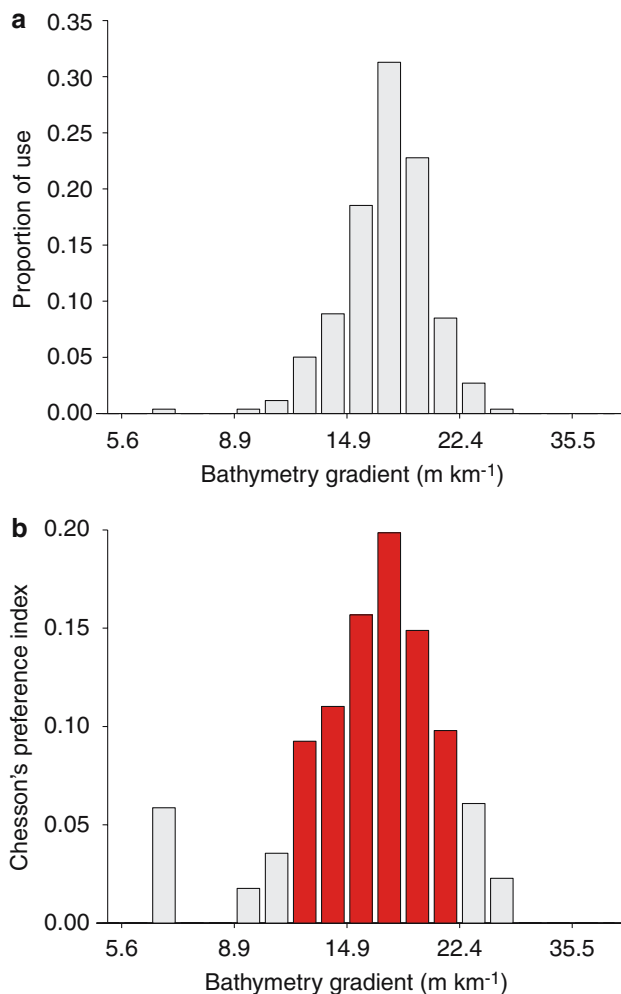 a
0.35
0.30
0.25
0.20
0.15
0.10
0.05
0.00
Proportion of use
5.6 8.9 14.9 22.4 35.5
Bathymetry gradient (m km-1)
b
0.20
0.15
0.10
0.05
0.00
Chesson's preference index
5.6 8.9 14.9 22.4 35.5
Bathymetry gradient (m km-1)